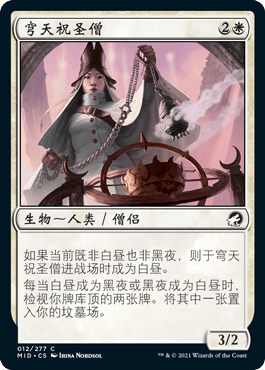 穹天祝圣僧 2
生物～人类 / 僧侣
如果当前既非白昼也非黑夜，则于穹
天祝圣僧进战场时成为白昼。
每当白昼成为黑夜或黑夜成为白昼时，
检视你牌库顶的两张牌。将其中一张置
入你的坟墓场。
3/2
012/277 C
MID • CS IRINA NORDSOL
™ & © 2021 Wizards of the Coast